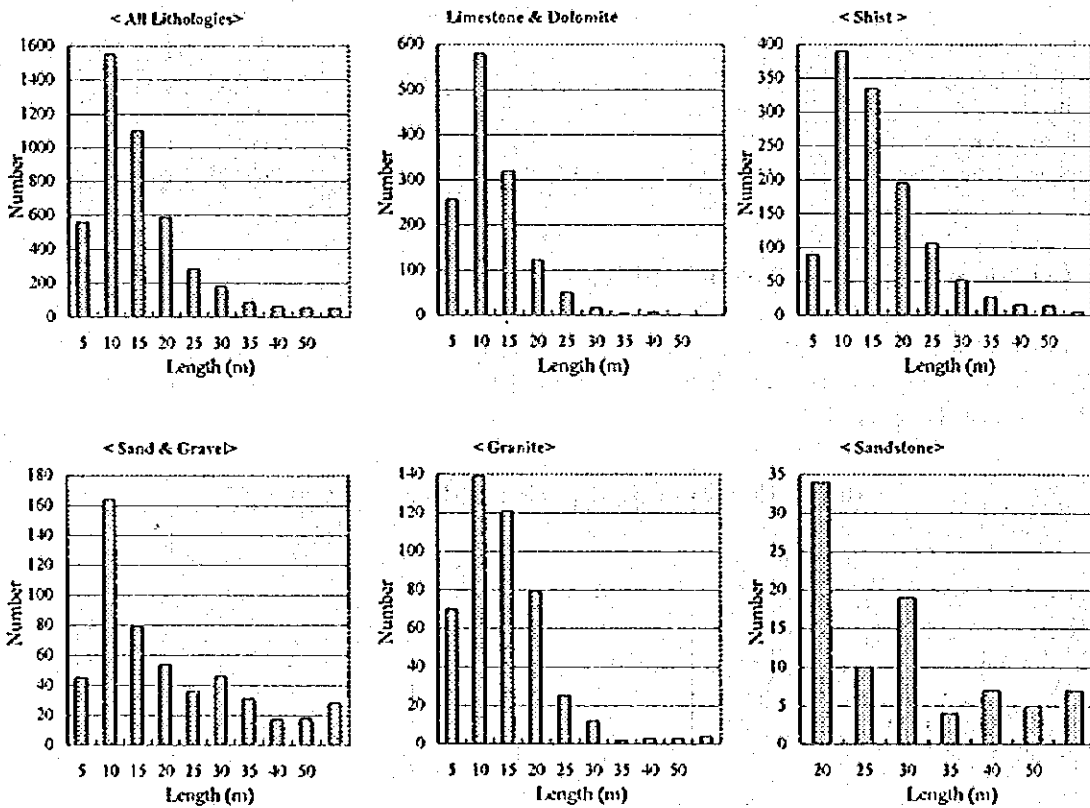 < All Lithologies>
1600
1400
1200
1000
800
600
400
200
0
Number
5 10 15 20 25 30 35 40 50
Length (m)
Limestone & Dolomite
600
500
400
300
200
100
0
Number
5 10 15 20 25 30 35 40 50
Length (m)
< Shist >
400
350
300
250
200
150
100
50
0
Number
5 10 15 20 25 30 35 40 50
Length (m)
< Sand & Gravel>
180
160
140
120
100
80
60
40
20
0
Number
5 10 15 20 25 30 35 40 50
Length (m)
<Granite>
140
120
100
80
60
40
20
0
Number
5 10 15 20 25 30 35 40 50
Length (m)
< Sandstone>
35
30
25
20
15
10
5
0
Number
20 25 30 35 40 50
Length (m)